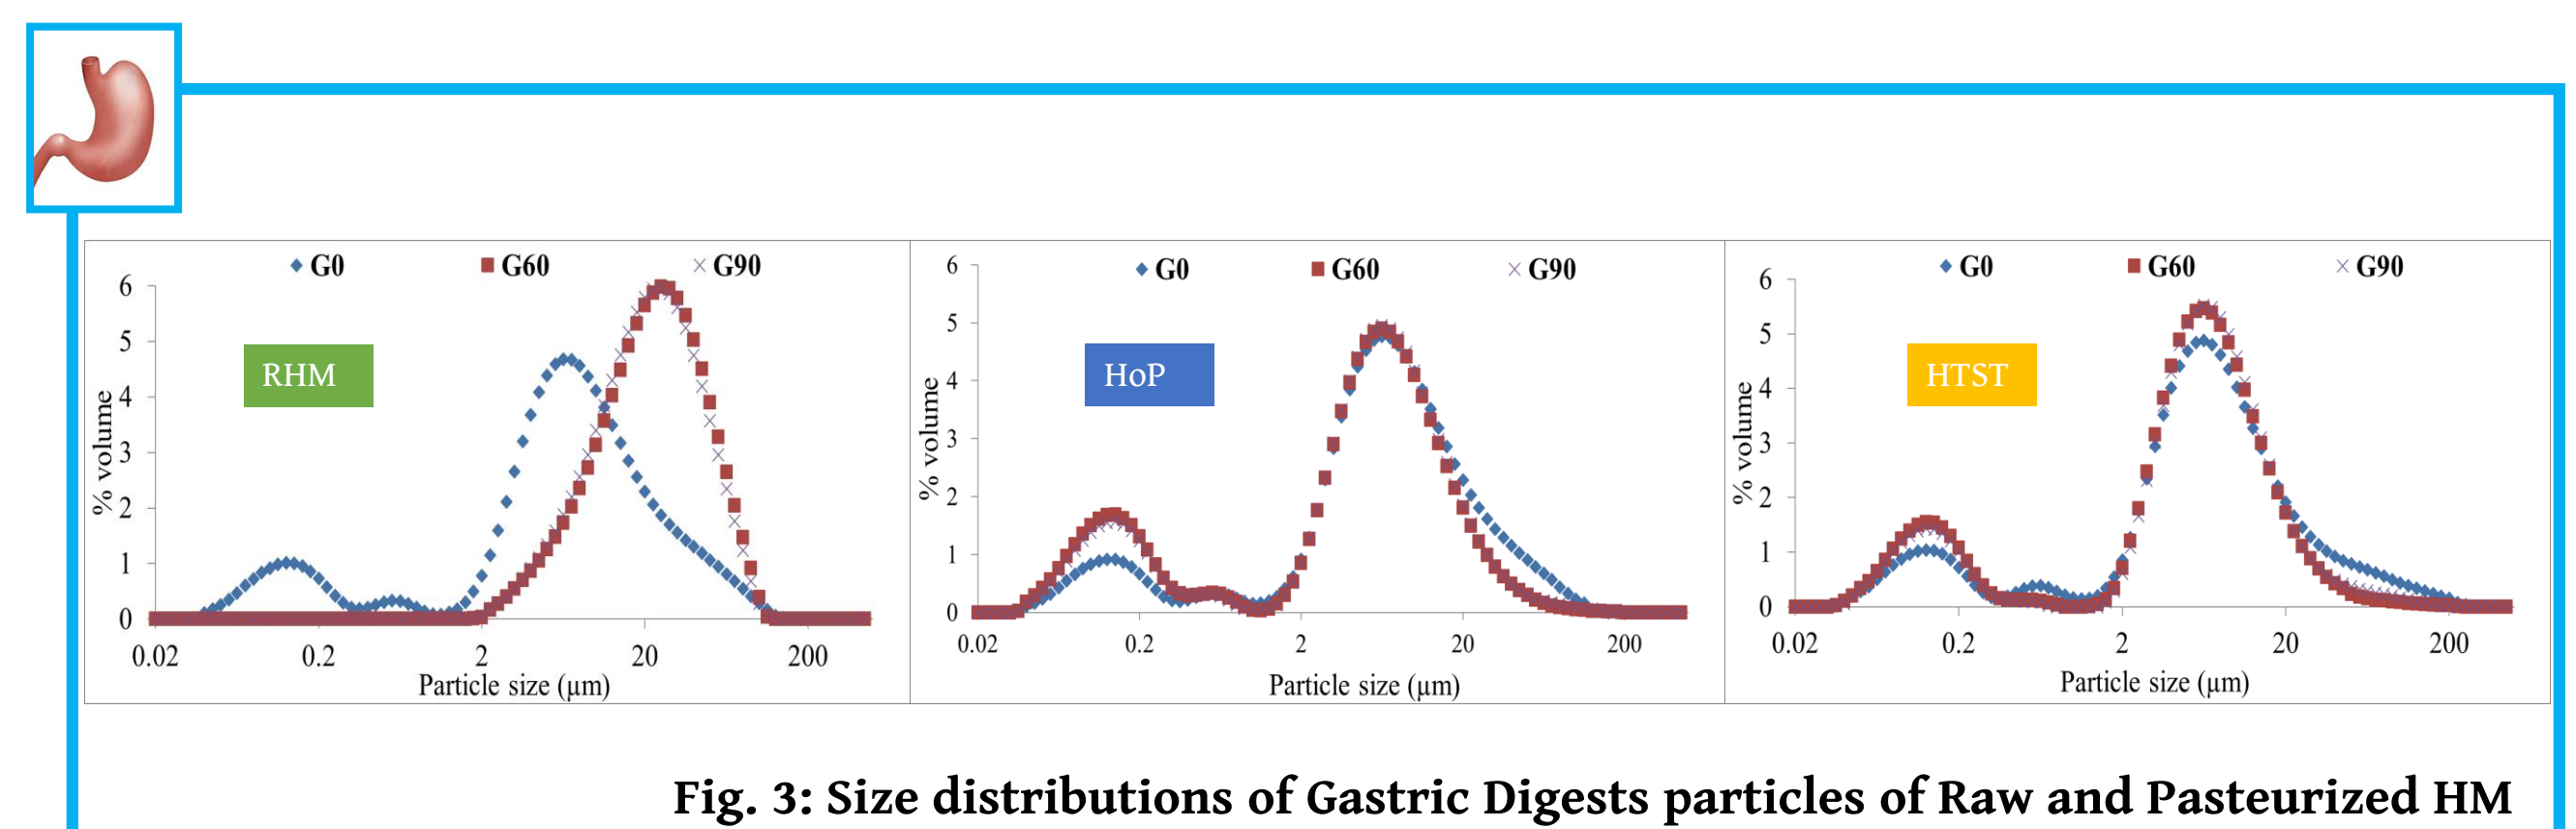 G0 G60 G90
RHM
% volume
6
5
4
3
2
1
0
0.02 0.2 2 20 200
Particle size (µm)
G0 G60 G90
HoP
% volume
6
5
4
3
2
1
0
0.02 0.2 2 20 200
Particle size (µm)
G0 G60 G90
HTST
% volume
6
5
4
3
2
1
0
0.02 0.2 2 20 200
Particle size (µm)
Fig. 3: Size distributions of Gastric Digests particles of Raw and Pasteurized HM